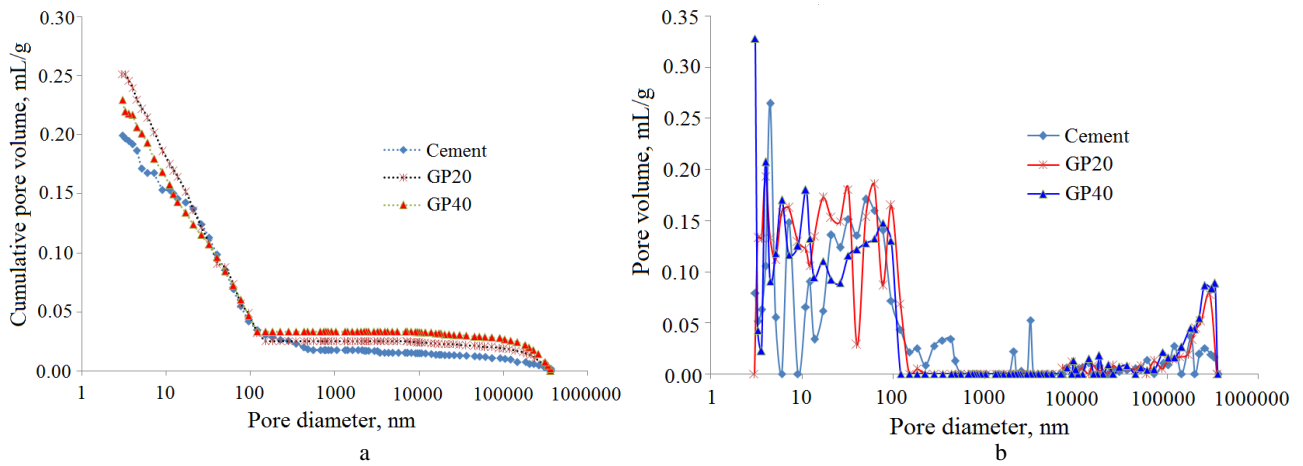 Cumulative pore volume, mL/g
0.30
0.25
0.20
0.15
0.10
0.05
0.00
1
10
100
1000
10000
100000
1000000
Pore diameter, nm
Cement
GP20
GP40
a
Pore volume, mL/g
0.35
0.30
0.25
0.20
0.15
0.10
0.05
0.00
1
10
100
1000
10000
100000
1000000
Pore diameter, nm
Cement
GP20
GP40
b